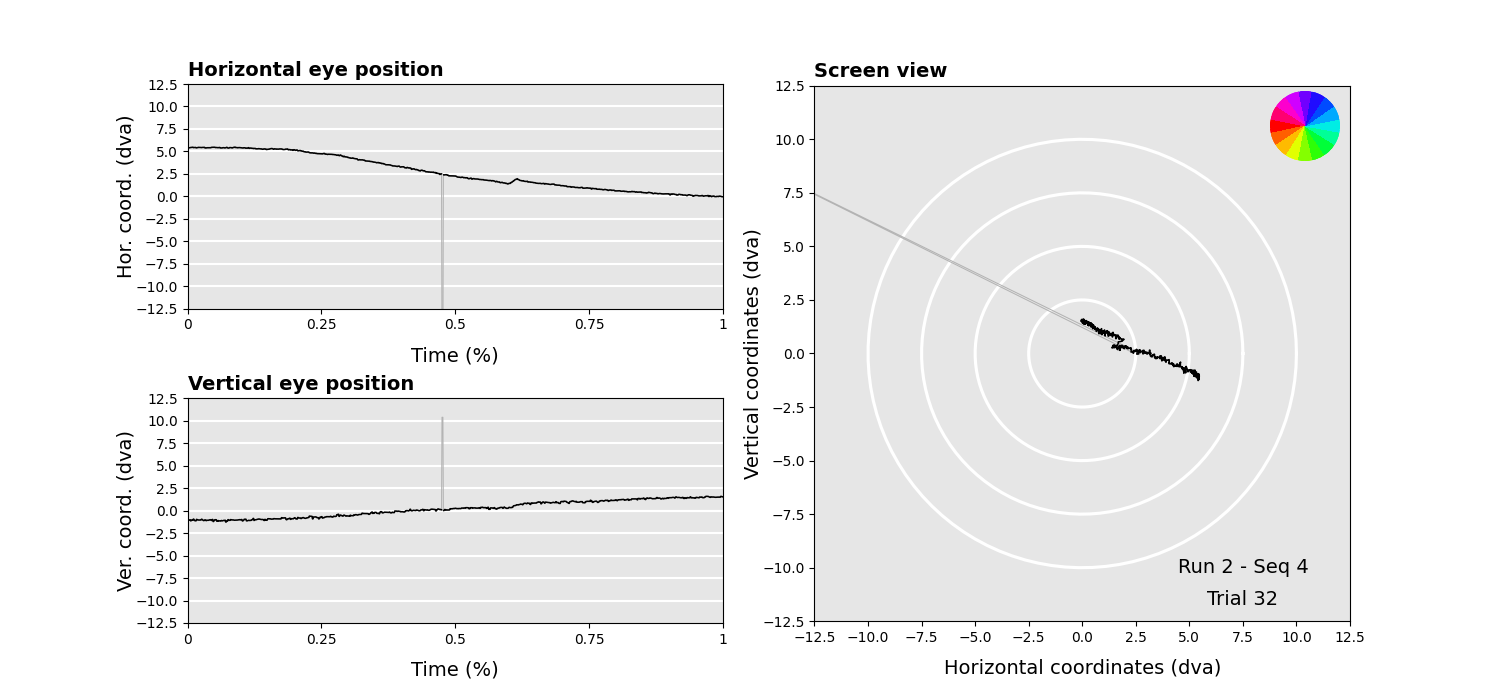 Horizontal eye position
Hor. coord. (dva)
12.5
10.0
7.5
5.0
2.5
0.0
−2.5
−5.0
−7.5
−10.0
−12.5
0 0.25 0.5 0.75 1
Time (%)
Vertical eye position
Ver. coord. (dva)
12.5
10.0
7.5
5.0
2.5
0.0
−2.5
−5.0
−7.5
−10.0
−12.5
0 0.25 0.5 0.75 1
Time (%)
Screen view
Vertical coordinates (dva)
12.5
10.0
7.5
5.0
2.5
0.0
−2.5
−5.0
−7.5
−10.0
−12.5
Run 2 - Seq 4
Trial 32
−12.5 −10.0 −7.5 −5.0 −2.5 0.0 2.5 5.0 7.5 10.0 12.5
Horizontal coordinates (dva)